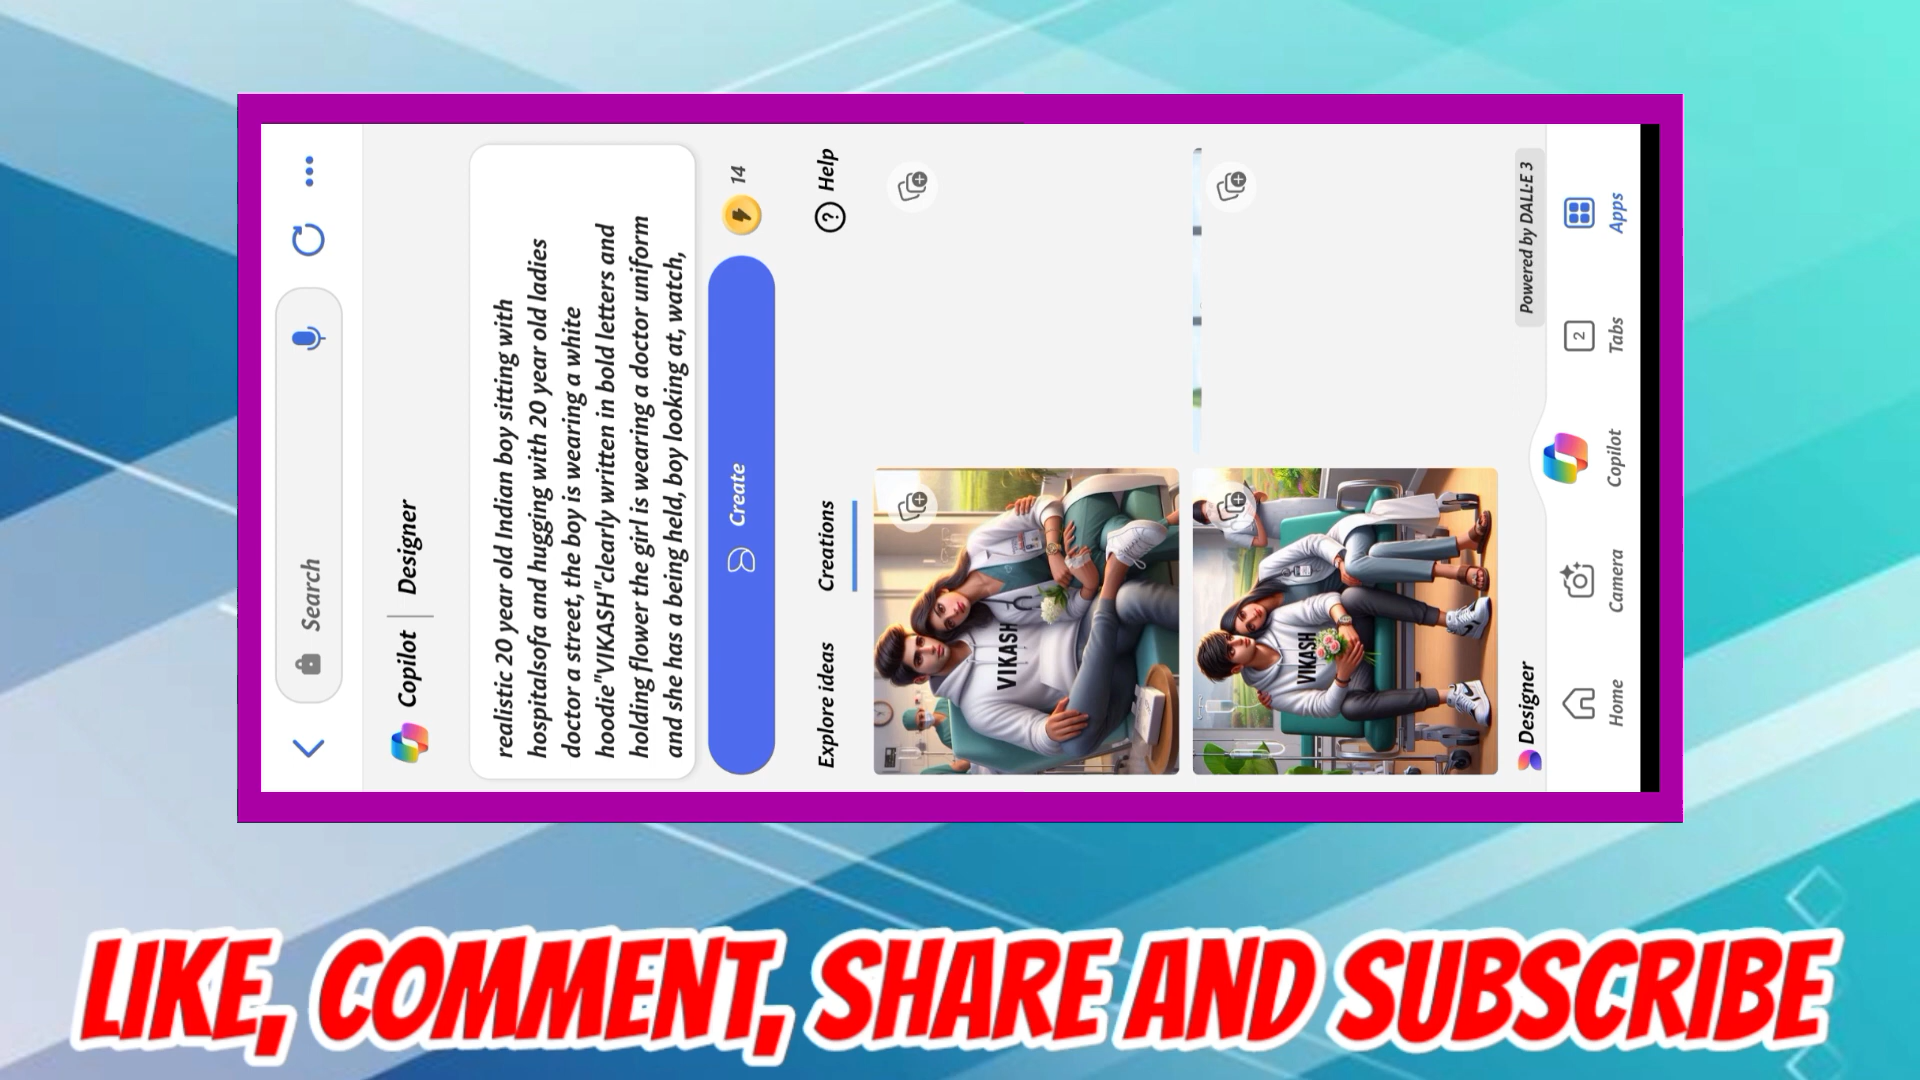 Search
Copilot | Designer
realistic 20 year old Indian boy sitting with
hospitalsofa and hugging with 20 year old ladies
doctor a street, the boy is wearing a white
hoodie"VIKASH"clearly written in bold letters and
holding flower the girl is wearing a doctor uniform
and she has a being held, boy looking at, watch,
Create
14
Explore ideas
Creations
Help
VIKASH
VIKASH
Designer
Powered by DALL·E 3
Home
Camera
Copilot
2
Tabs
Apps
LIKE, COMMENT, SHARE AND SUBSCRIBE